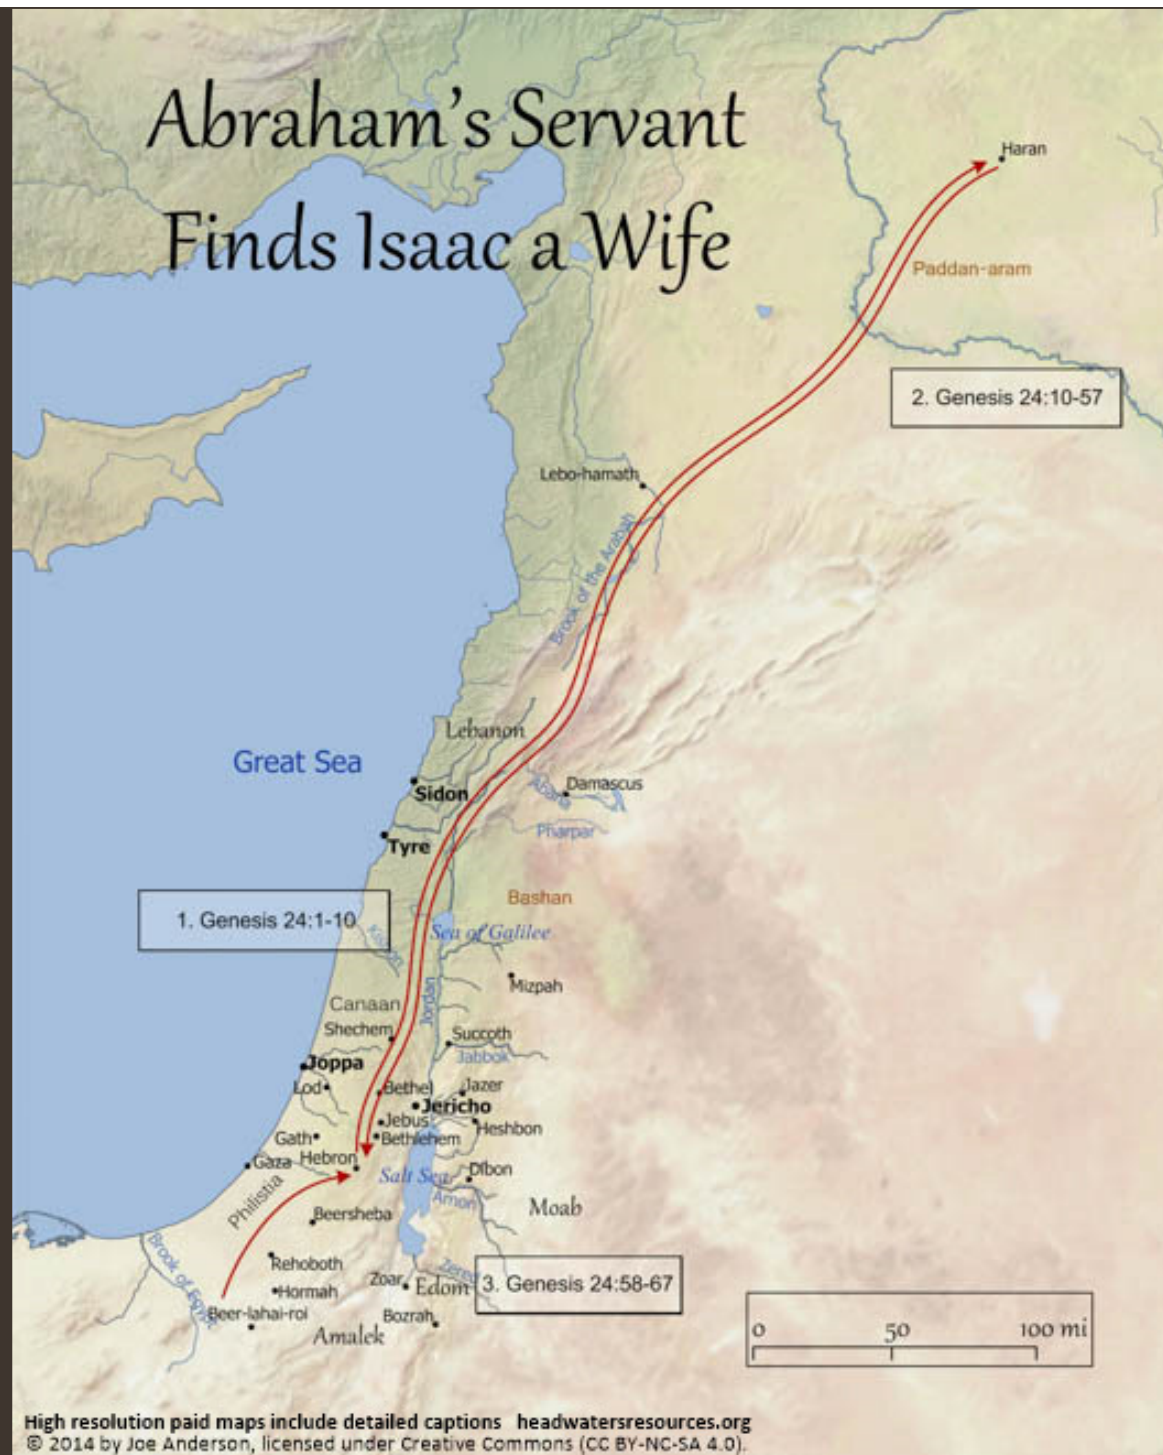 Abraham's Servant
Finds Isaac a Wife
Haran
Paddan-aram
2. Genesis 24:10-57
Lebo-hamath
Brook of the Arabah
Lebanon
Great Sea
Sidon
Damascus
Abana
Pharpar
Tyre
Bashan
1. Genesis 24:1-10
Kishon
Sea of Galilee
Mizpah
Jordan
Canaan
Shechem
Succoth
Jabbok
Joppa
Lod
Bethel
Jazer
Jericho
Jebus
Heshbon
Gath
Bethlehem
Gaza
Hebron
Salt Sea
Dibon
Arnon
Moab
Philistia
Beersheba
Brook of Egypt
Rehoboth
Zered
Zoar
Edom
3. Genesis 24:58-67
Hormah
Beer-lahai-roi
Bozrah
Amalek
0 50 100 mi
High resolution paid maps include detailed captions headwatersresources.org
© 2014 by Joe Anderson, licensed under Creative Commons (CC BY-NC-SA 4.0).